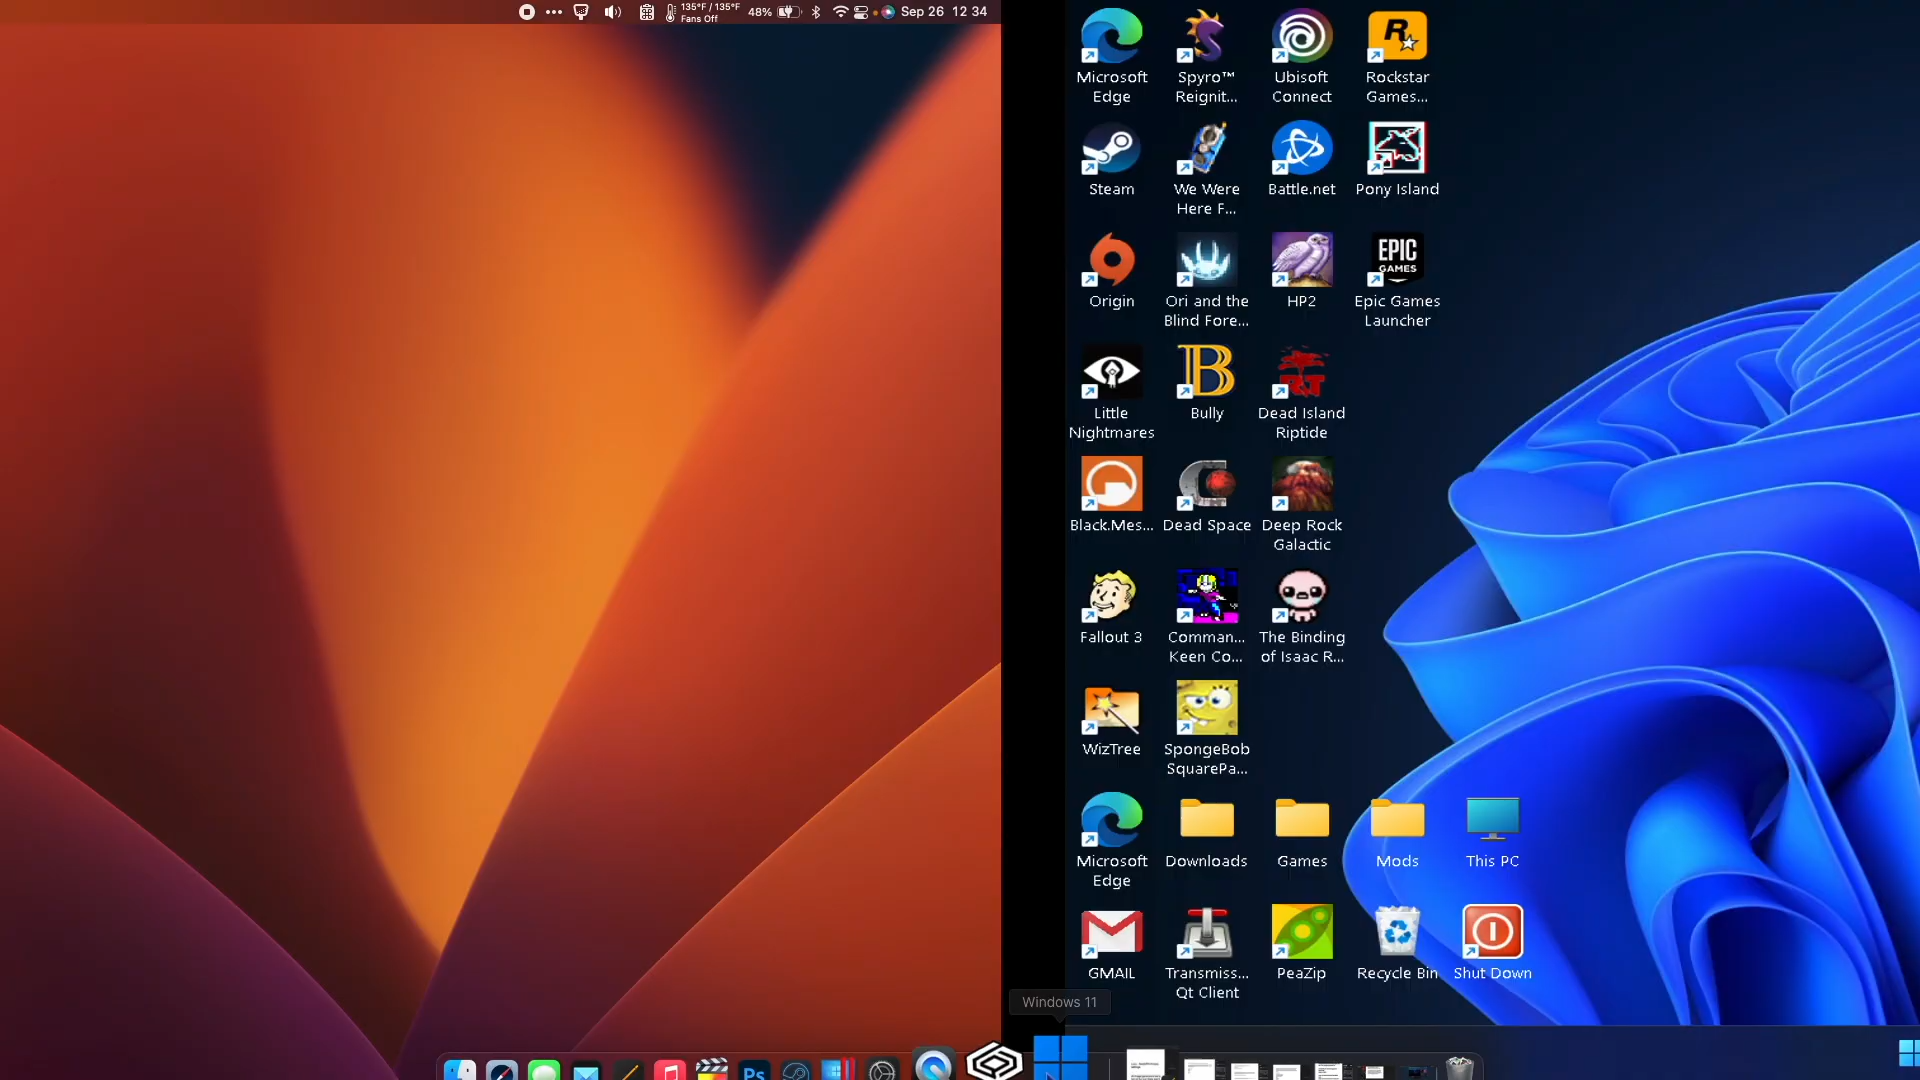 135°F / 135°F
Fans Off
48%
Sep 26 12 34
Microsoft
Edge
Spyro™
Reignit...
Ubisoft
Connect
Rockstar
Games...
Steam
We Were
Here F...
Battle.net
Pony Island
Origin
Ori and the
Blind Fore...
HP2
EPIC
GAMES
Epic Games
Launcher
Little
Nightmares
B
Bully
Dead Island
Riptide
Black.Mes...
Dead Space
Deep Rock
Galactic
Fallout 3
Comman...
Keen Co...
The Binding
of Isaac R...
WizTree
SpongeBob
SquarePa...
Microsoft
Edge
Downloads
Games
Mods
This PC
GMAIL
Transmiss...
Qt Client
PeaZip
Recycle Bin
Shut Down
Windows 11
Ps